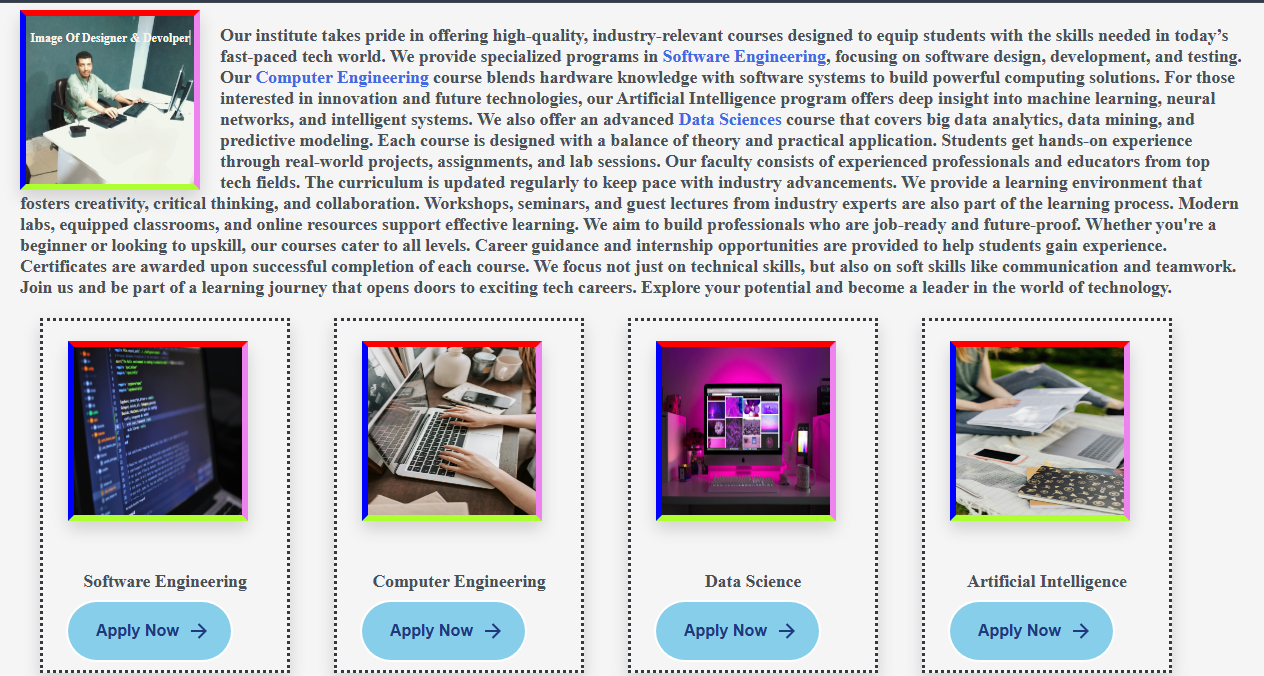 Image Of Designer & Devolper
Our institute takes pride in offering high-quality, industry-relevant courses designed to equip students with the skills needed in today’s
fast-paced tech world. We provide specialized programs in Software Engineering, focusing on software design, development, and testing.
Our Computer Engineering course blends hardware knowledge with software systems to build powerful computing solutions. For those
interested in innovation and future technologies, our Artificial Intelligence program offers deep insight into machine learning, neural
networks, and intelligent systems. We also offer an advanced Data Sciences course that covers big data analytics, data mining, and
predictive modeling. Each course is designed with a balance of theory and practical application. Students get hands-on experience
through real-world projects, assignments, and lab sessions. Our faculty consists of experienced professionals and educators from top
tech fields. The curriculum is updated regularly to keep pace with industry advancements. We provide a learning environment that
fosters creativity, critical thinking, and collaboration. Workshops, seminars, and guest lectures from industry experts are also part of the learning process. Modern
labs, equipped classrooms, and online resources support effective learning. We aim to build professionals who are job-ready and future-proof. Whether you're a
beginner or looking to upskill, our courses cater to all levels. Career guidance and internship opportunities are provided to help students gain experience.
Certificates are awarded upon successful completion of each course. We focus not just on technical skills, but also on soft skills like communication and teamwork.
Join us and be part of a learning journey that opens doors to exciting tech careers. Explore your potential and become a leader in the world of technology.
Software Engineering
Apply Now
Computer Engineering
Apply Now
Data Science
Apply Now
Artificial Intelligence
Apply Now